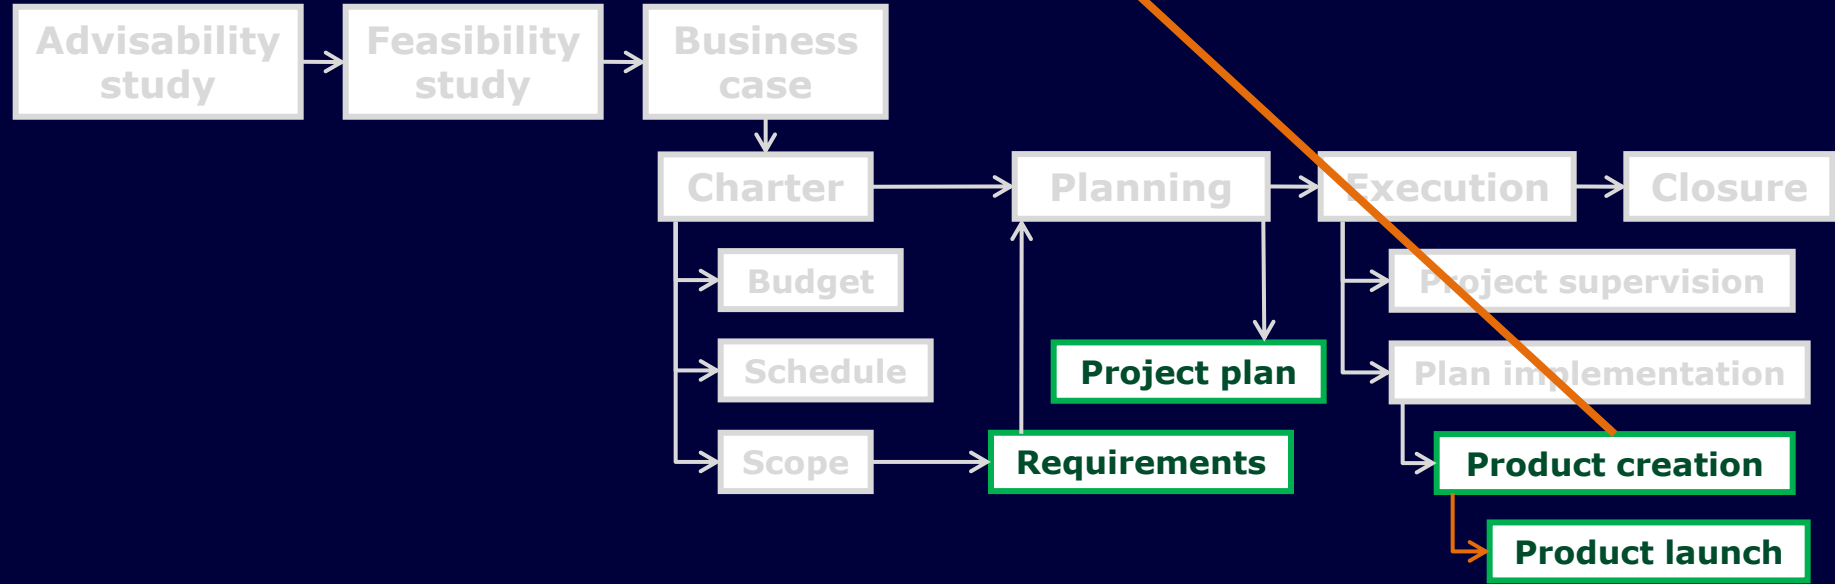 Advisability
study
Feasibility
study
Business
case
Charter
Planning
Execution
Closure
Budget
Project supervision
Schedule
Project plan
Plan implementation
Scope
Requirements
Product creation
Product launch